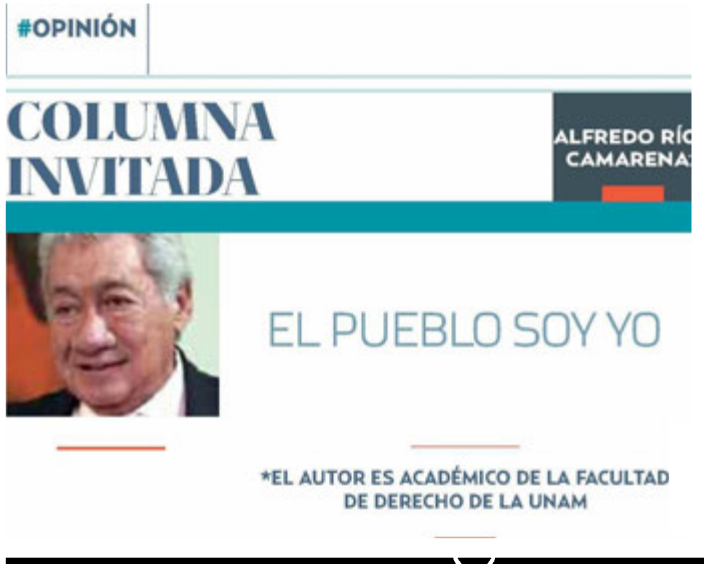 #OPINIÓN
COLUMNA
INVITADA
ALFREDO
CAMARENA
EL PUEBLO SOY YO
*EL AUTOR ES ACADÉMICO DE LA FACULTAD
DE DERECHO DE LA UNAM